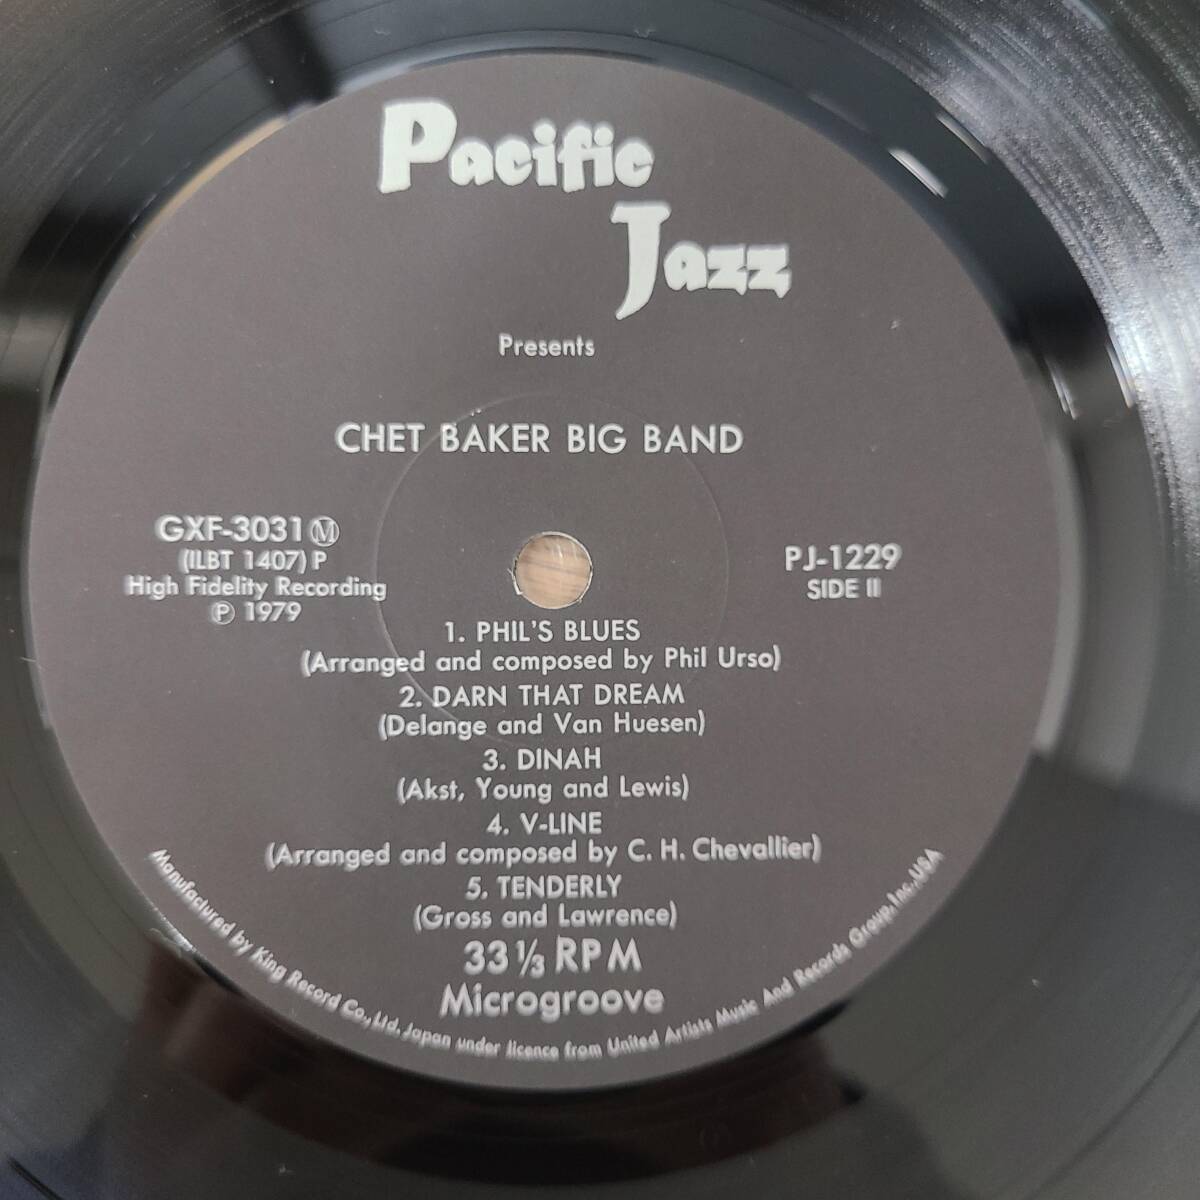 Pacific
Jazz
Presents
CHET BAKER BIG BAND
GXF-3031 Ⓜ
(ILBT 1407) P
High Fidelity Recording
℗ 1979
PJ-1229
SIDE II
1. PHIL'S BLUES
(Arranged and composed by Phil Urso)
2. DARN THAT DREAM
(Delange and Van Huesen)
3. DINAH
(Akst, Young and Lewis)
4. V-LINE
(Arranged and composed by C. H. Chevallier)
5. TENDERLY
(Gross and Lawrence)
33 ⅓ RPM
Microgroove
Manufactured by King Record Co., Ltd. Japan under licence from United Artists Music And Records Group, Inc., USA